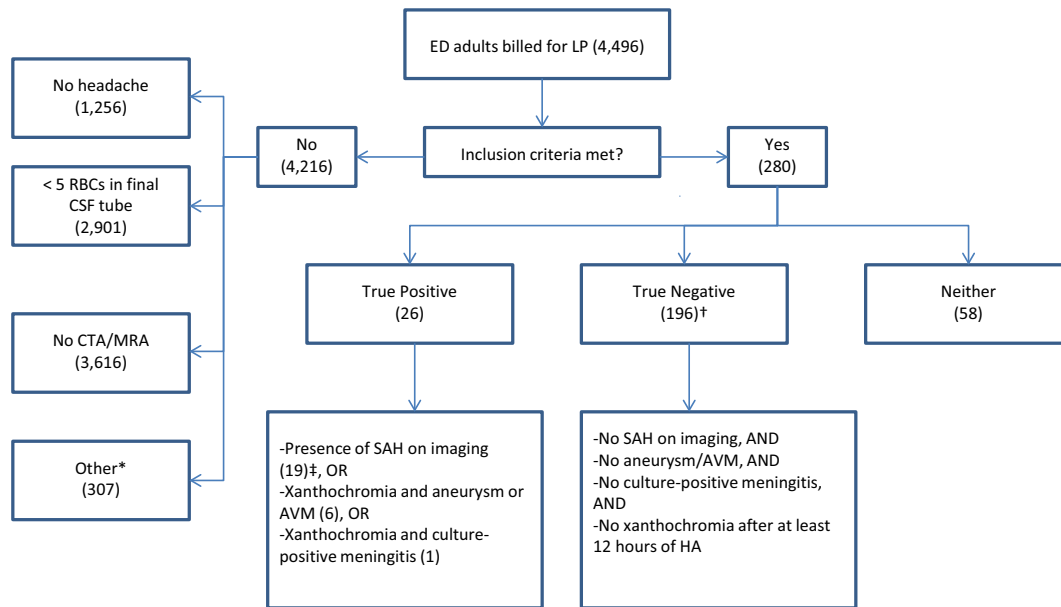 ED adults billed for LP (4,496)
No headache
(1,256)
No
(4,216)
Inclusion criteria met?
Yes
(280)
< 5 RBCs in final
CSF tube
(2,901)
True Positive
(26)
True Negative
(196)†
Neither
(58)
No CTA/MRA
(3,616)
Other*
(307)
-Presence of SAH on imaging
(19)‡, OR
-Xanthochromia and aneurysm or
AVM (6), OR
-Xanthochromia and culture-
positive meningitis (1)
-No SAH on imaging, AND
-No aneurysm/AVM, AND
-No culture-positive meningitis,
AND
-No xanthochromia after at least
12 hours of HA